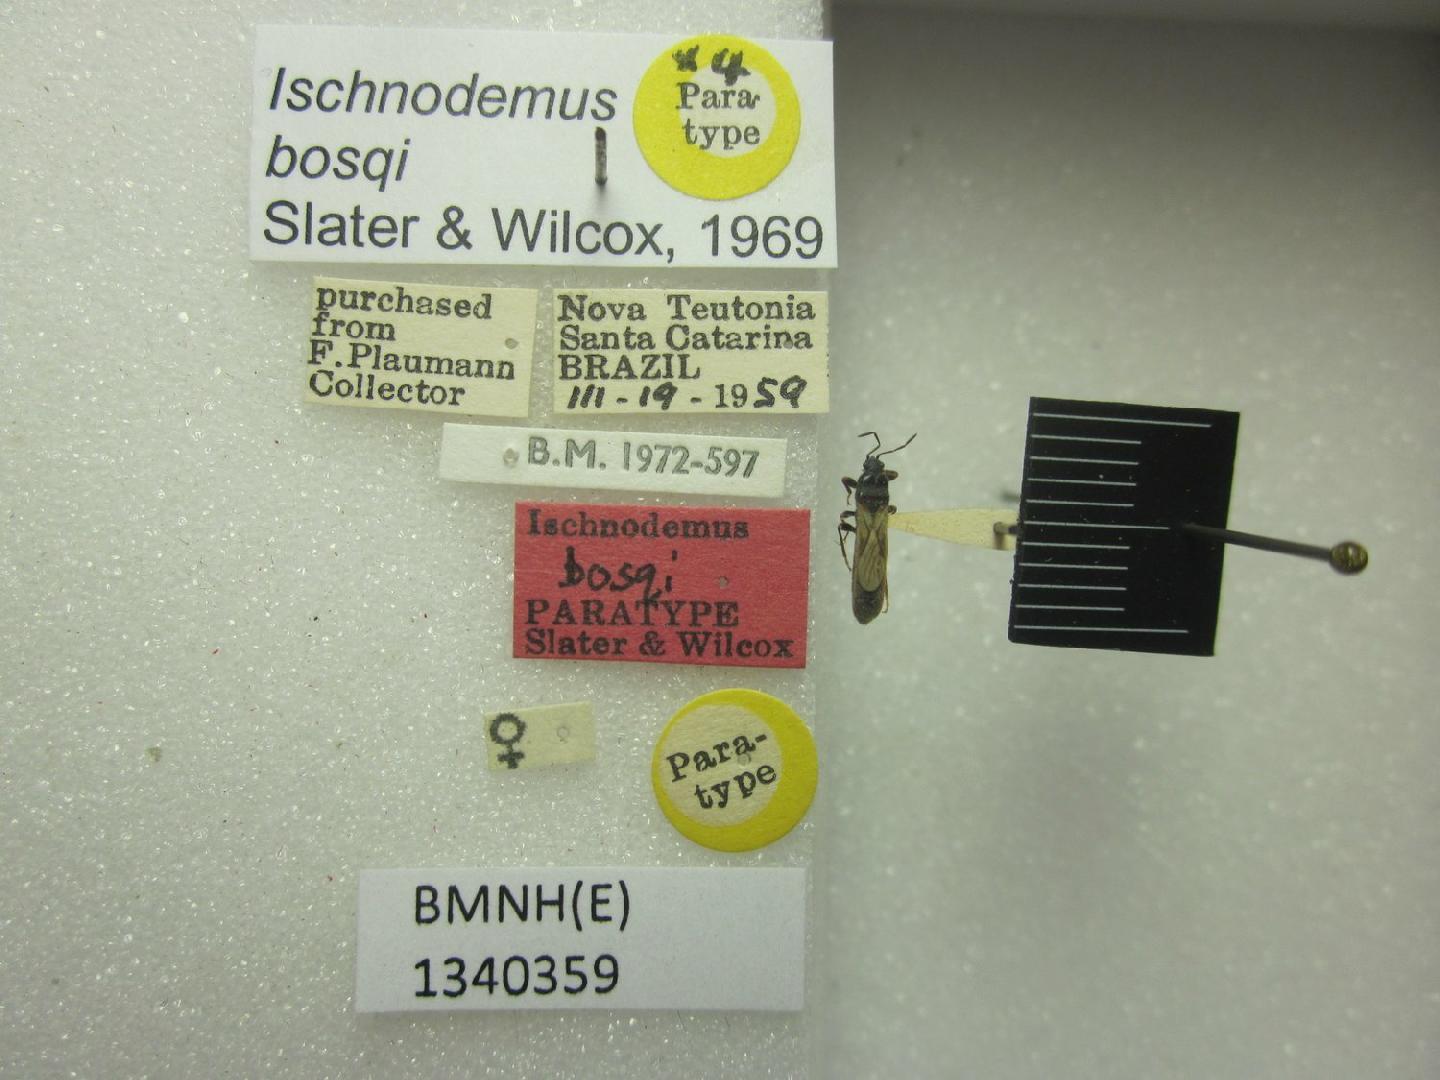 Ischnodemus
bosqi
Slater & Wilcox, 1969
Para-
type
purchased
from
F. Plaumann
Collector
Nova Teutonia
Santa Catarina
BRAZIL
III - 19 - 1959
B.M. 1972-597
Ischnodemus
bosqi
PARATYPE
Slater & Wilcox
♀
Para-
type
BMNH(E)
1340359